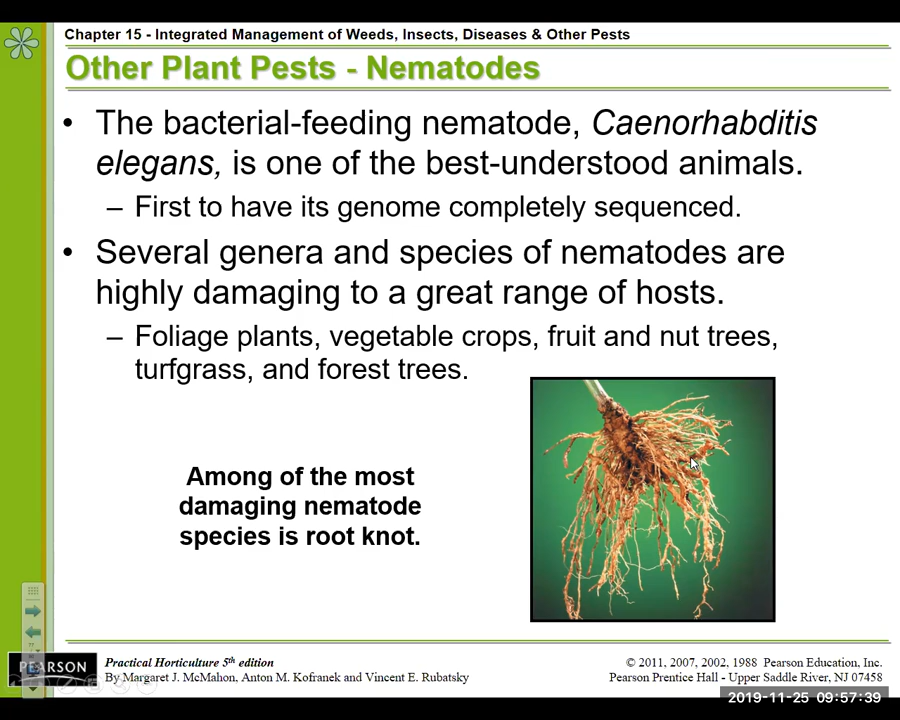 Chapter 15 - Integrated Management of Weeds, Insects, Diseases & Other Pests
Other Plant Pests - Nematodes
• The bacterial-feeding nematode, Caenorhabditis
elegans, is one of the best-understood animals.
– First to have its genome completely sequenced.
• Several genera and species of nematodes are
highly damaging to a great range of hosts.
– Foliage plants, vegetable crops, fruit and nut trees,
turfgrass, and forest trees.
Among of the most
damaging nematode
species is root knot.
PEARSON
Practical Horticulture 5th edition
By Margaret J. McMahon, Anton M. Kofranek and Vincent E. Rubatsky
© 2011, 2007, 2002, 1988 Pearson Education, Inc.
Pearson Prentice Hall - Upper Saddle River, NJ 07458
2019-11-25 09:57:39